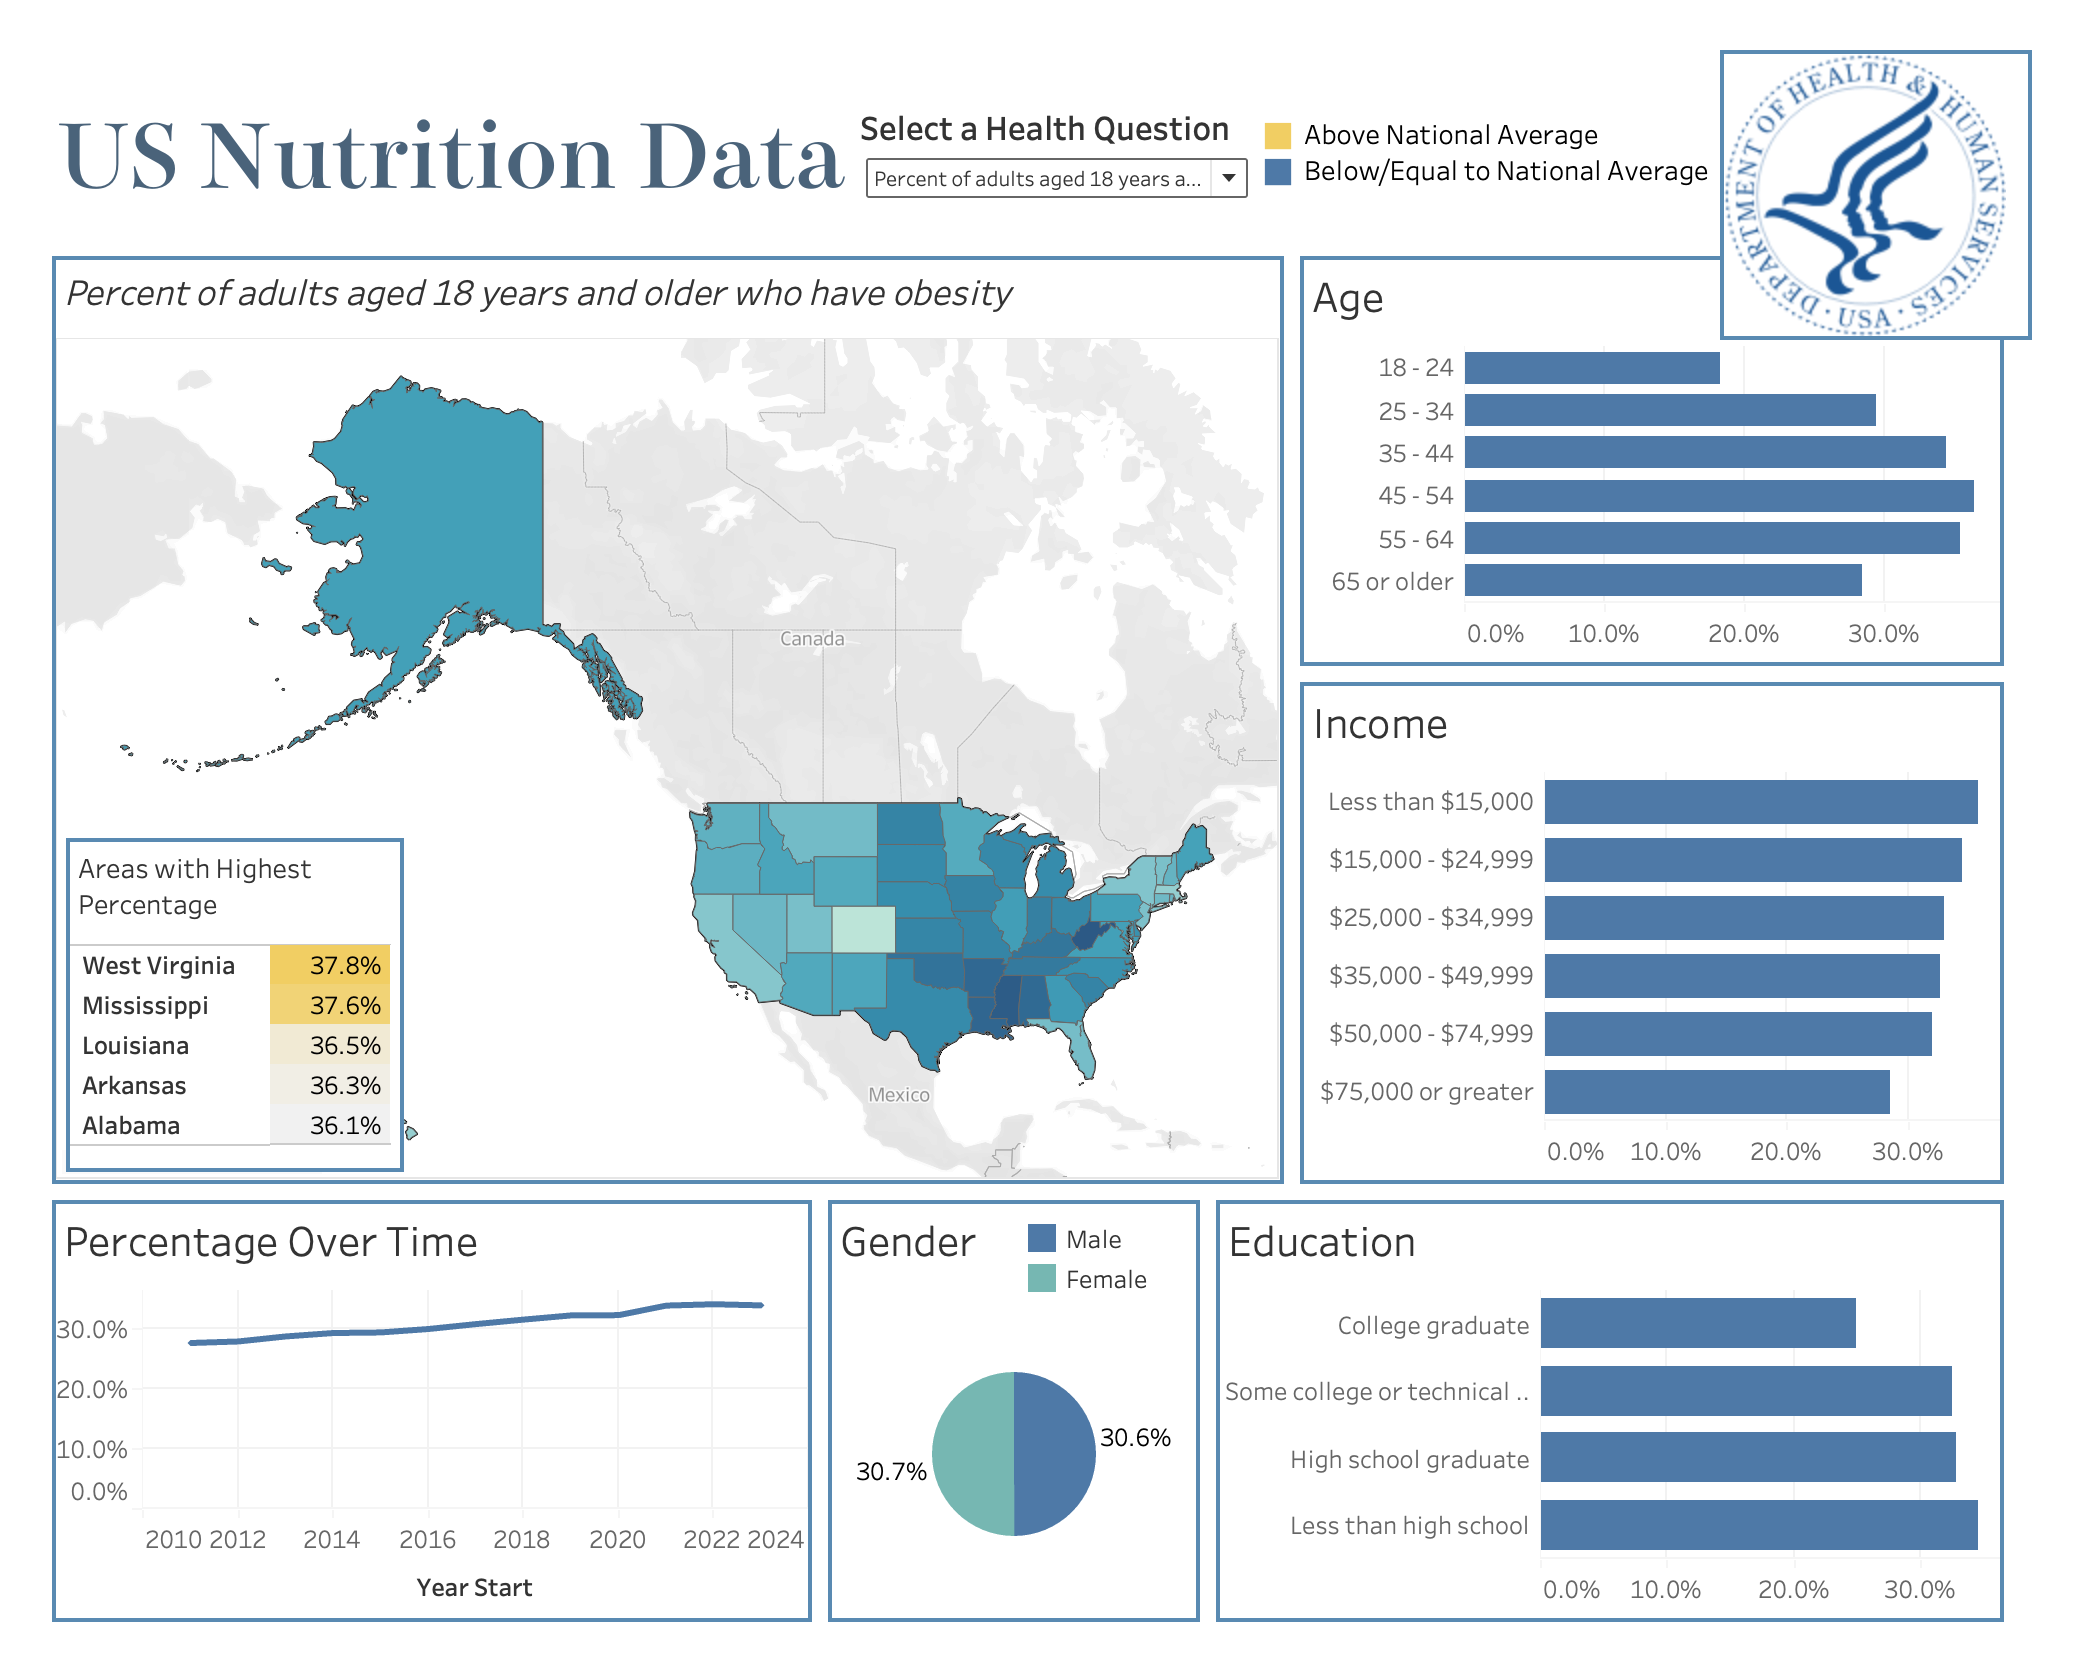 US Nutrition Data
Select a Health Question
Percent of adults aged 18 years a...
Above National Average
Below/Equal to National Average
DEPARTMENT OF HEALTH & HUMAN SERVICES · USA ·
Percent of adults aged 18 years and older who have obesity
Canada
Mexico
Areas with Highest
Percentage
West Virginia 37.8%
Mississippi 37.6%
Louisiana 36.5%
Arkansas 36.3%
Alabama 36.1%
Age
18 - 24
25 - 34
35 - 44
45 - 54
55 - 64
65 or older
0.0% 10.0% 20.0% 30.0%
Income
Less than $15,000
$15,000 - $24,999
$25,000 - $34,999
$35,000 - $49,999
$50,000 - $74,999
$75,000 or greater
0.0% 10.0% 20.0% 30.0%
Percentage Over Time
30.0%
20.0%
10.0%
0.0%
2010 2012 2014 2016 2018 2020 2022 2024
Year Start
Gender
Male
Female
30.6%
30.7%
Education
College graduate
Some college or technical ..
High school graduate
Less than high school
0.0% 10.0% 20.0% 30.0%